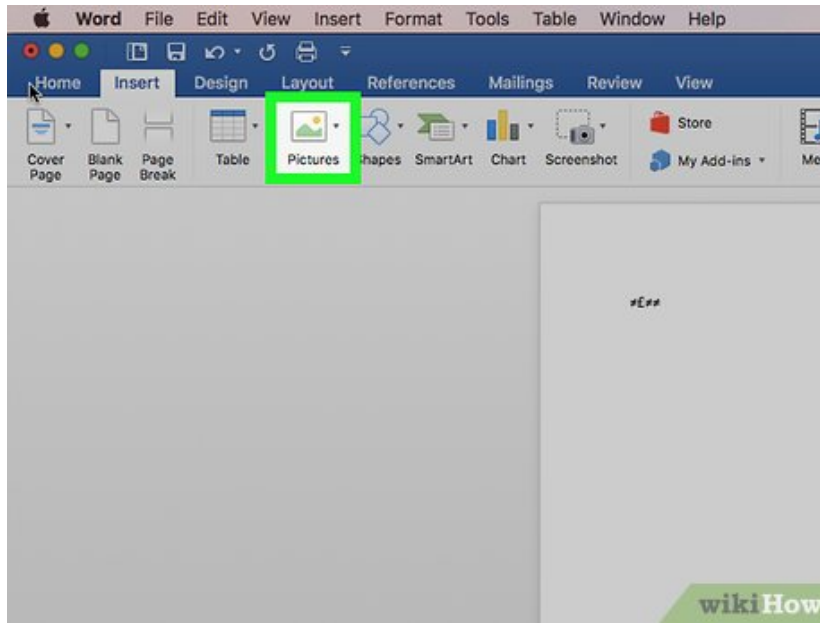 Word File Edit View Insert Format Tools Table Window Help
Home Insert Design Layout References Mailings Review View
Cover Page
Blank Page
Page Break
Table
Pictures
Shapes
SmartArt
Chart
Screenshot
Store
My Add-ins
Me
≠£≠≠
wikiHow